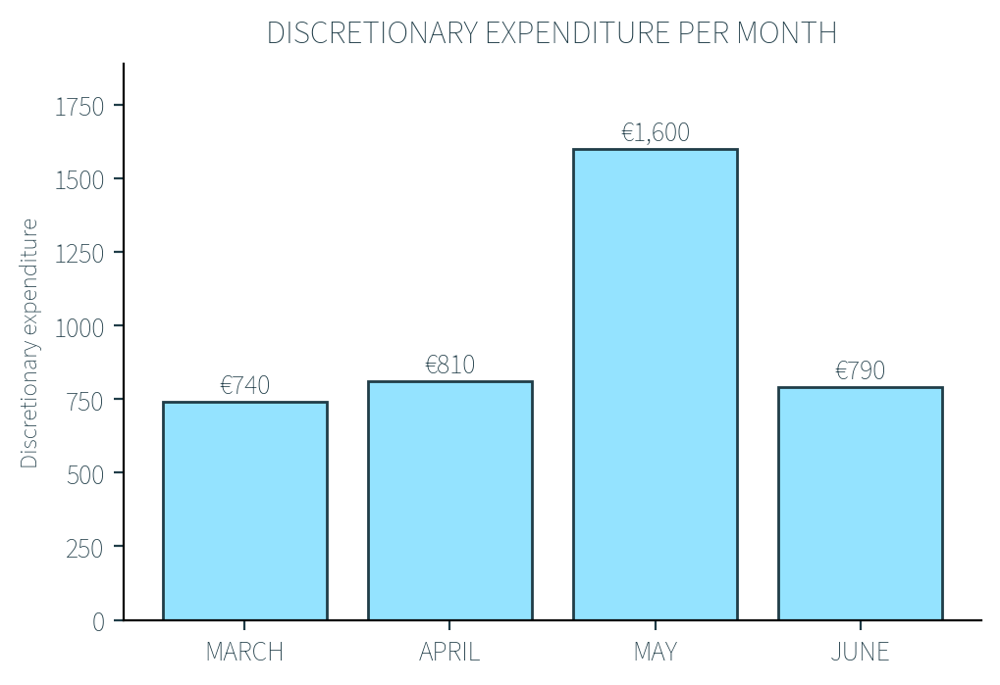 DISCRETIONARY EXPENDITURE PER MONTH
Discretionary expenditure
1750
1500
1250
1000
750
500
250
0
€740
€810
€1,600
€790
MARCH
APRIL
MAY
JUNE